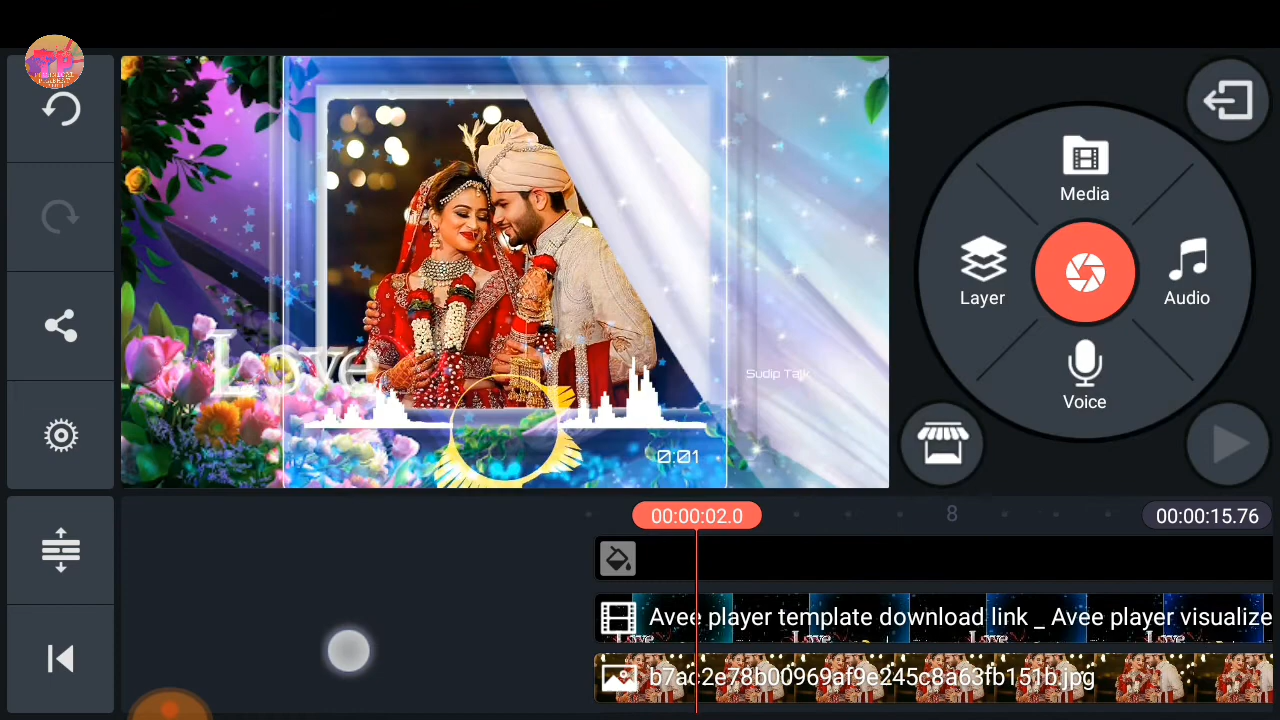 Media
Layer
Audio
Voice
Love
Sudip Talk
0:01
00:00:02.0
8
00:00:15.76
Avee player template download link _ Avee player visualize
b7ac2e78b00969af9e245c8a63fb151b.jpg